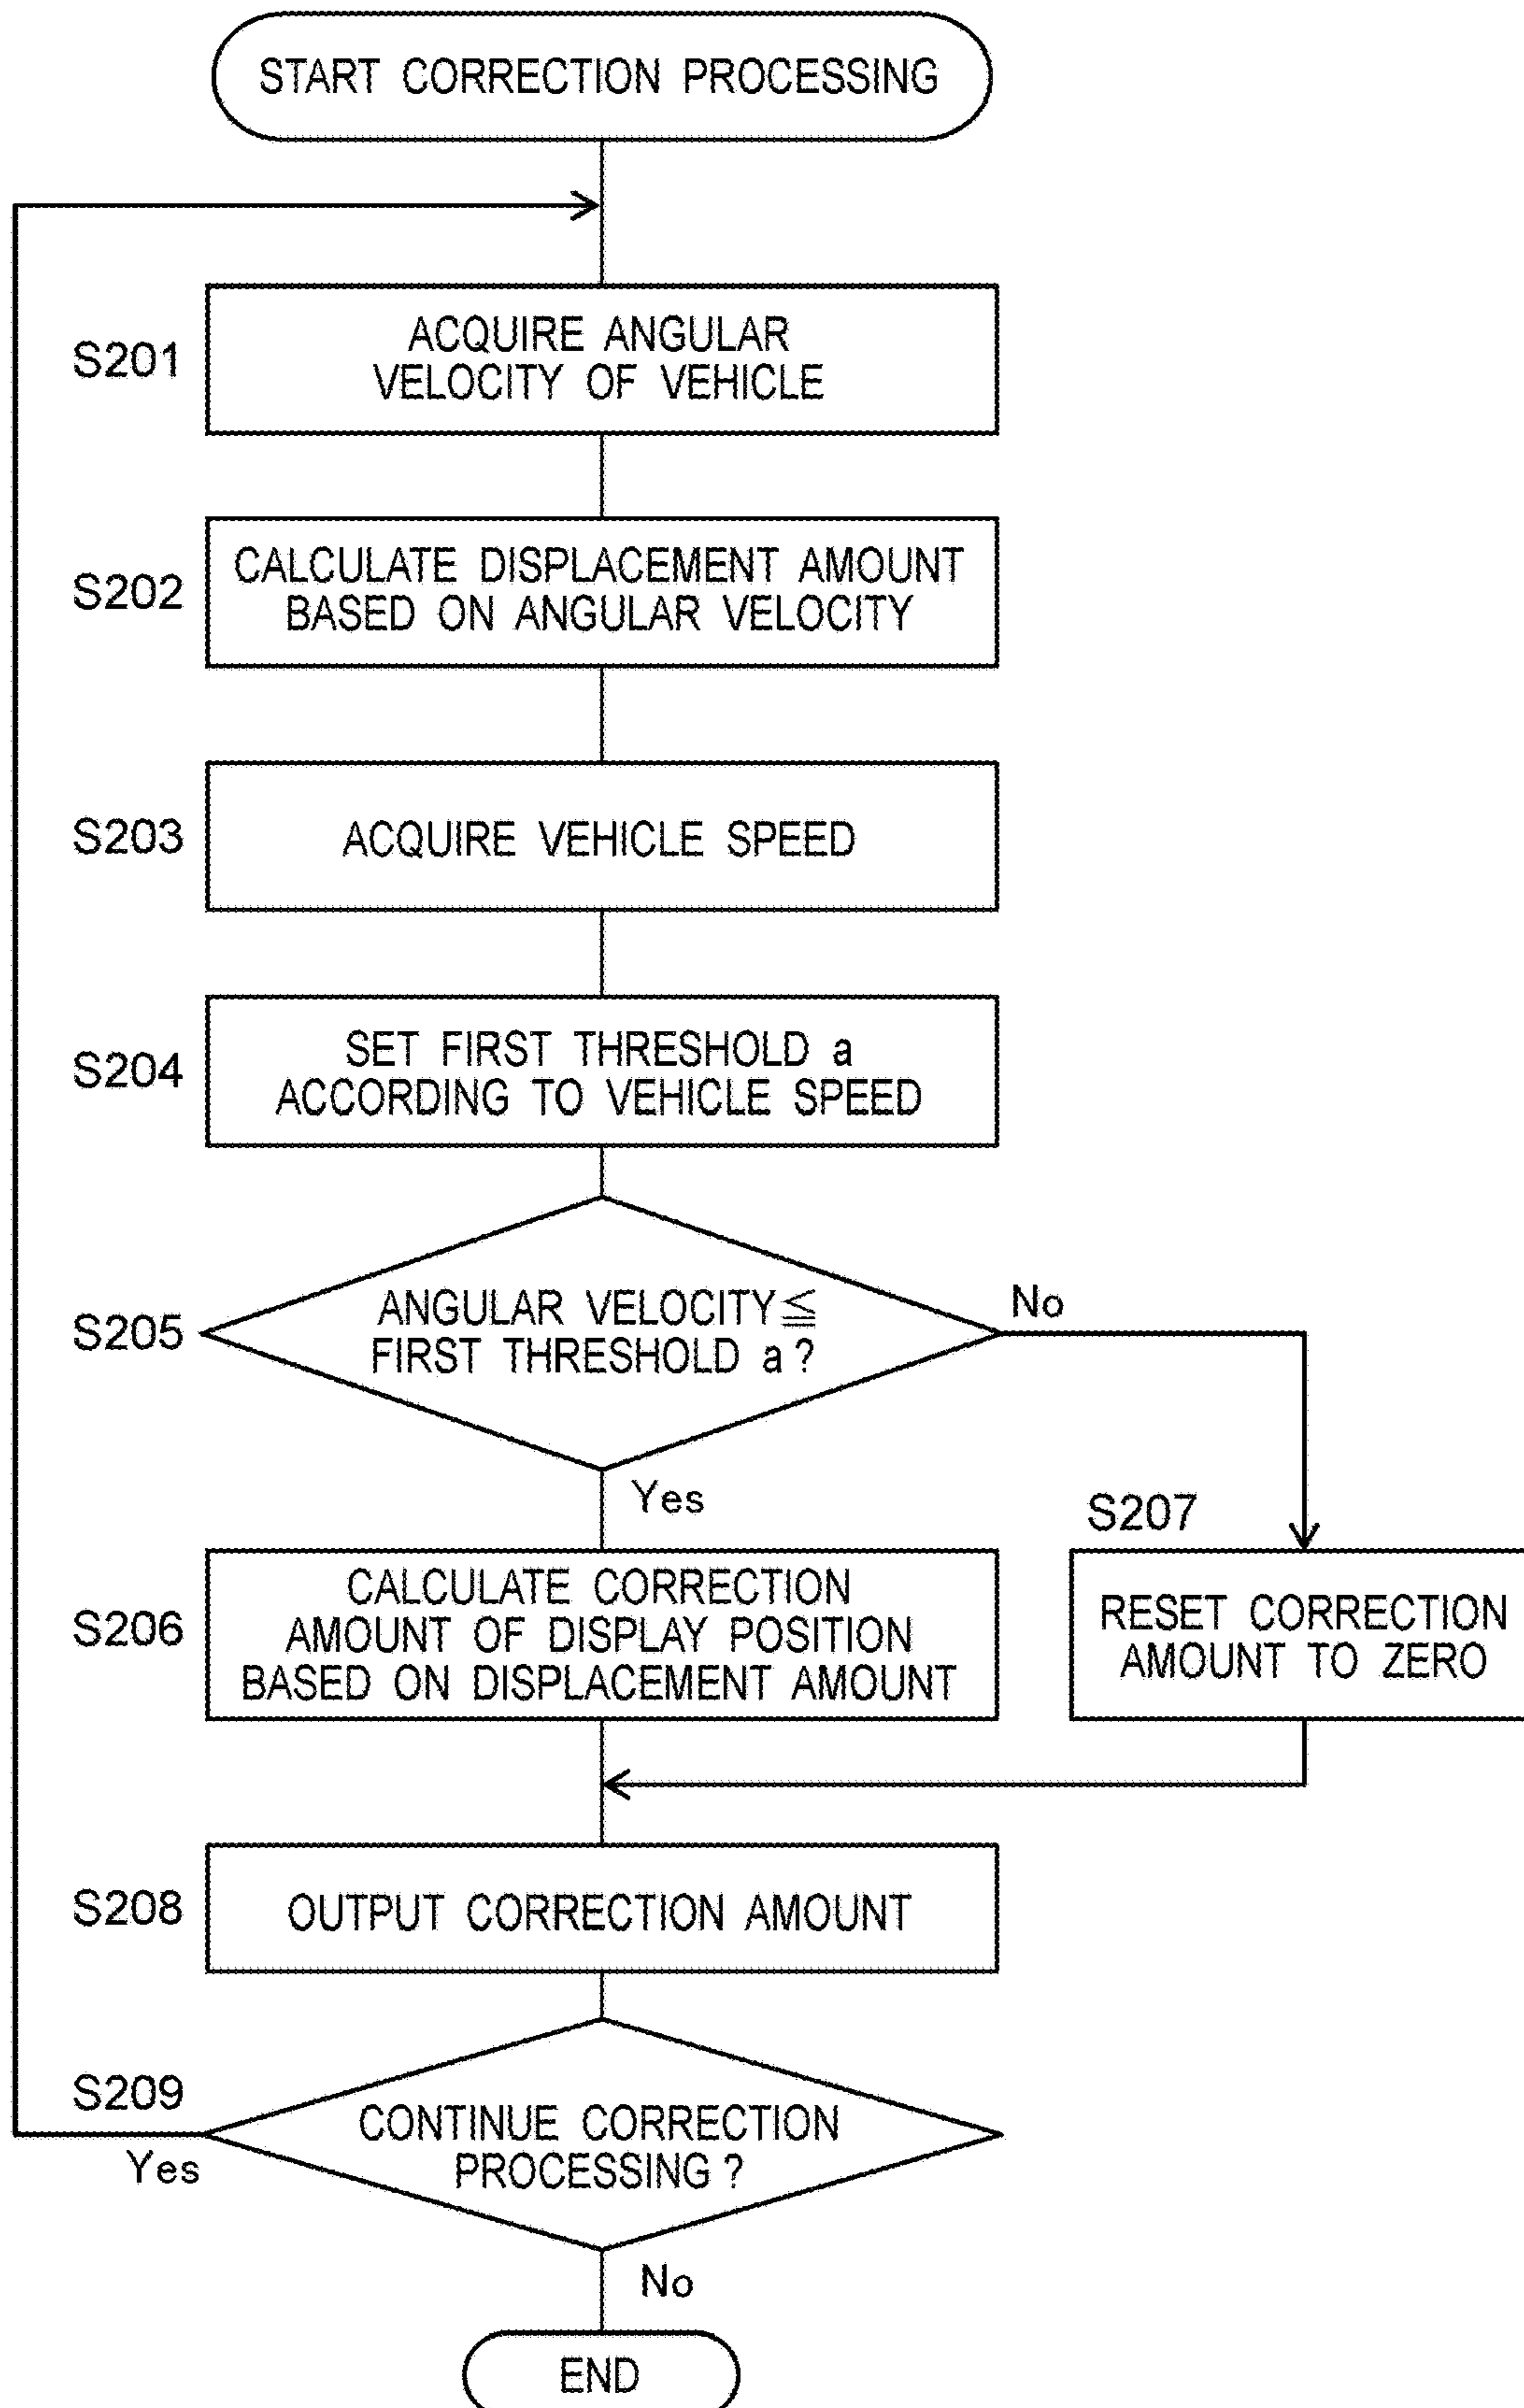 START CORRECTION PROCESSING
S201
ACQUIRE ANGULAR
VELOCITY OF VEHICLE
S202
CALCULATE DISPLACEMENT AMOUNT
BASED ON ANGULAR VELOCITY
S203
ACQUIRE VEHICLE SPEED
S204
SET FIRST THRESHOLD a
ACCORDING TO VEHICLE SPEED
S205
ANGULAR VELOCITY≦
FIRST THRESHOLD a?
No
Yes
S206
CALCULATE CORRECTION
AMOUNT OF DISPLAY POSITION
BASED ON DISPLACEMENT AMOUNT
S207
RESET CORRECTION
AMOUNT TO ZERO
S208
OUTPUT CORRECTION AMOUNT
S209
CONTINUE CORRECTION
PROCESSING?
Yes
No
END